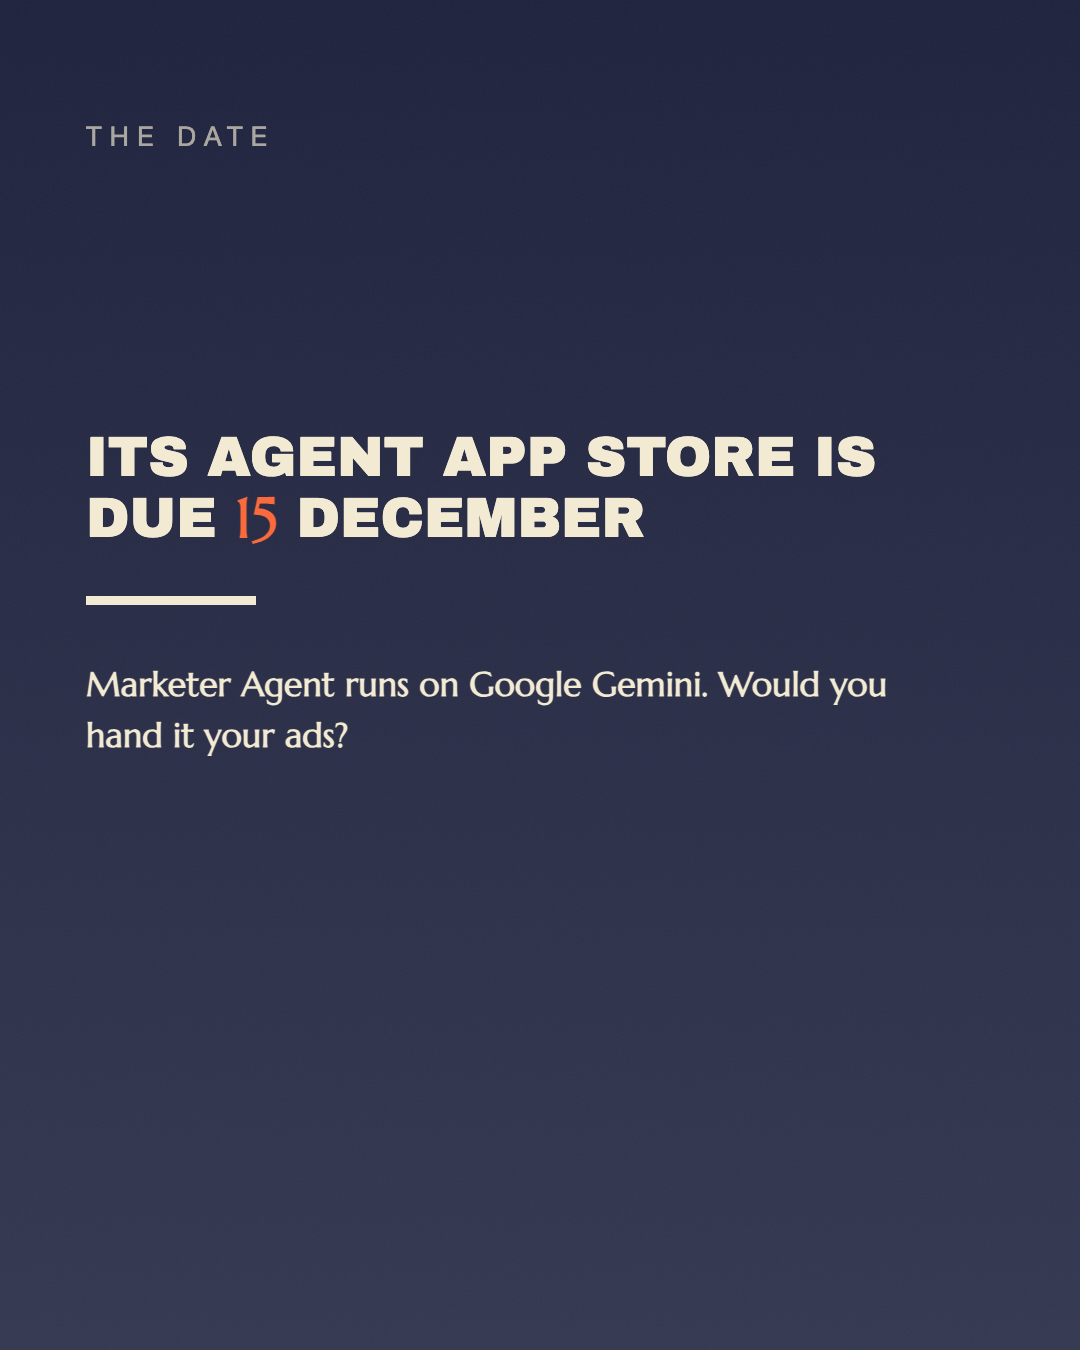 THE DATE
ITS AGENT APP STORE IS
DUE 15 DECEMBER
Marketer Agent runs on Google Gemini. Would you
hand it your ads?